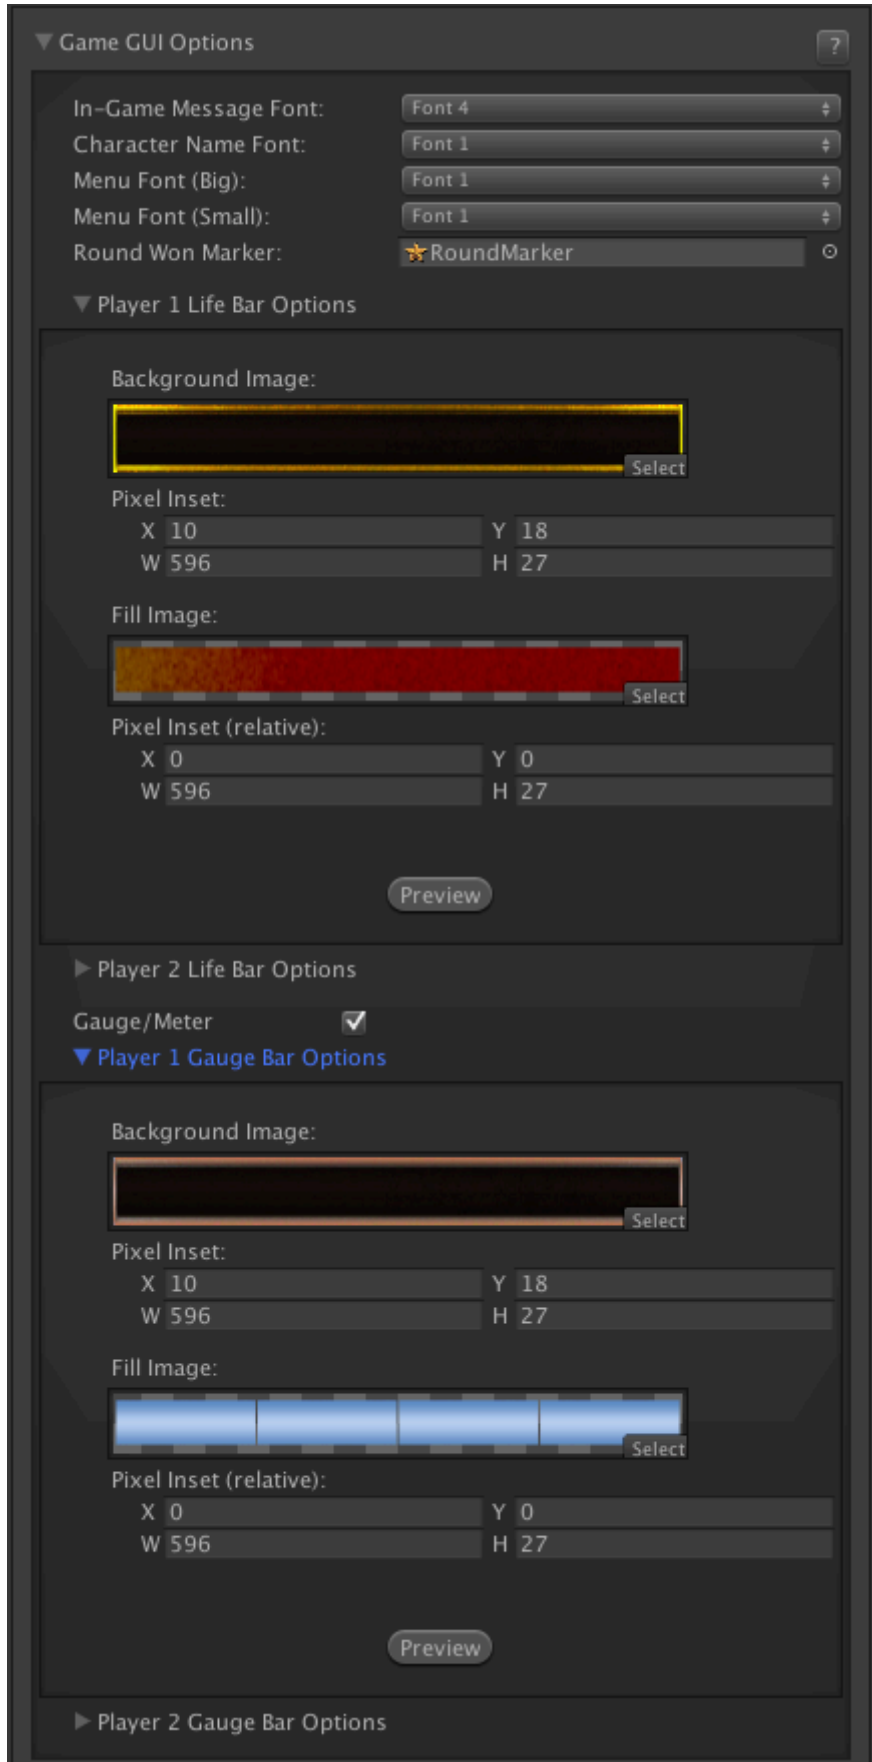 Game GUI Options
?
In-Game Message Font: Font 4
Character Name Font: Font 1
Menu Font (Big): Font 1
Menu Font (Small): Font 1
Round Won Marker: RoundMarker
Player 1 Life Bar Options
Background Image:
Select
Pixel Inset:
X 10 Y 18
W 596 H 27
Fill Image:
Select
Pixel Inset (relative):
X 0 Y 0
W 596 H 27
Preview
Player 2 Life Bar Options
Gauge/Meter
Player 1 Gauge Bar Options
Background Image:
Select
Pixel Inset:
X 10 Y 18
W 596 H 27
Fill Image:
Select
Pixel Inset (relative):
X 0 Y 0
W 596 H 27
Preview
Player 2 Gauge Bar Options